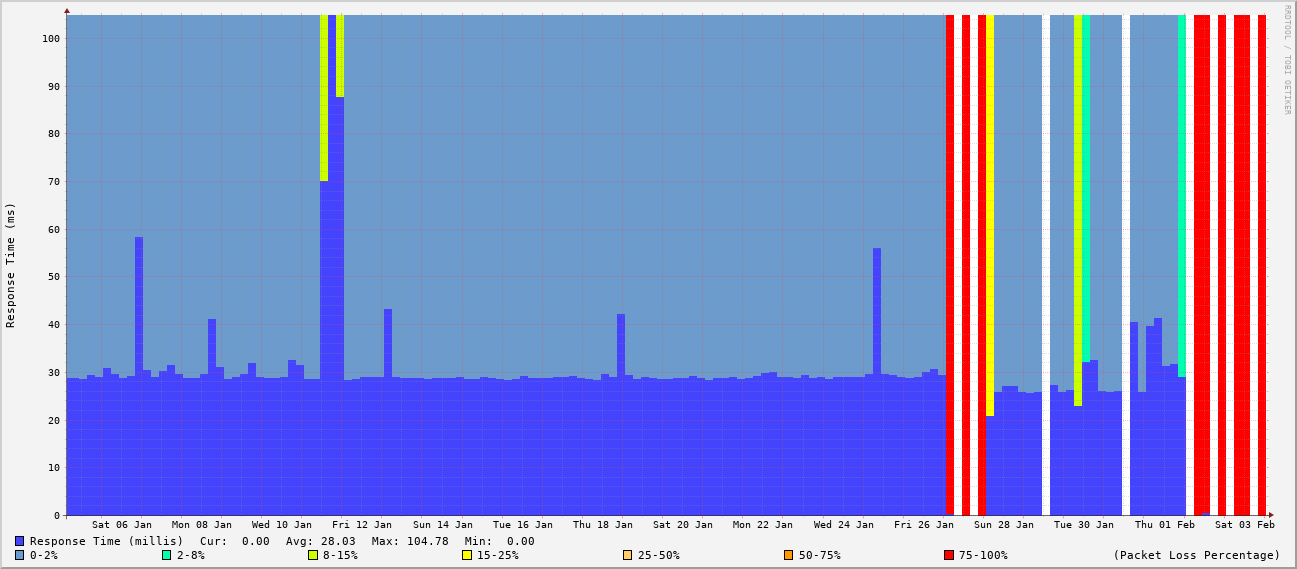 RRDTOOL / TOBI OETIKER
Response Time (ms)
100
90
80
70
60
50
40
30
20
10
0
Sat 06 Jan Mon 08 Jan Wed 10 Jan Fri 12 Jan Sun 14 Jan Tue 16 Jan Thu 18 Jan Sat 20 Jan Mon 22 Jan Wed 24 Jan Fri 26 Jan Sun 28 Jan Tue 30 Jan Thu 01 Feb Sat 03 Feb
Response Time (millis) Cur: 0.00 Avg: 28.03 Max: 104.78 Min: 0.00
0-2% 2-8% 8-15% 15-25% 25-50% 50-75% 75-100% (Packet Loss Percentage)